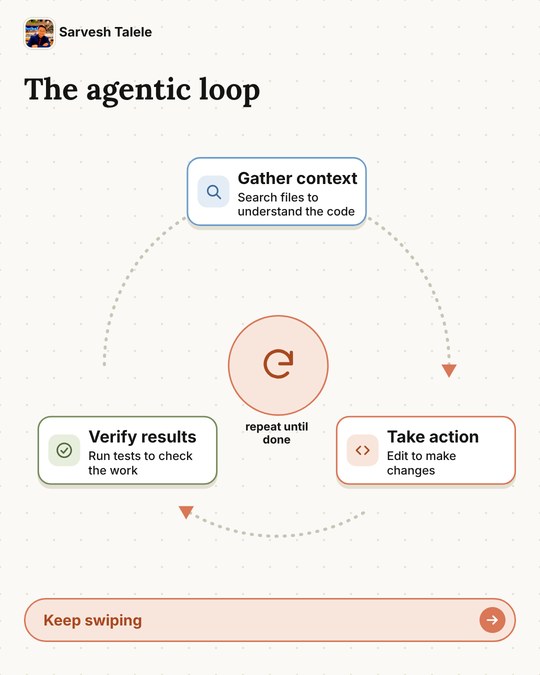 Sarvesh Talele
The agentic loop
Gather context
Search files to
understand the code
repeat until
done
Verify results
Run tests to check
the work
Take action
Edit to make
changes
Keep swiping